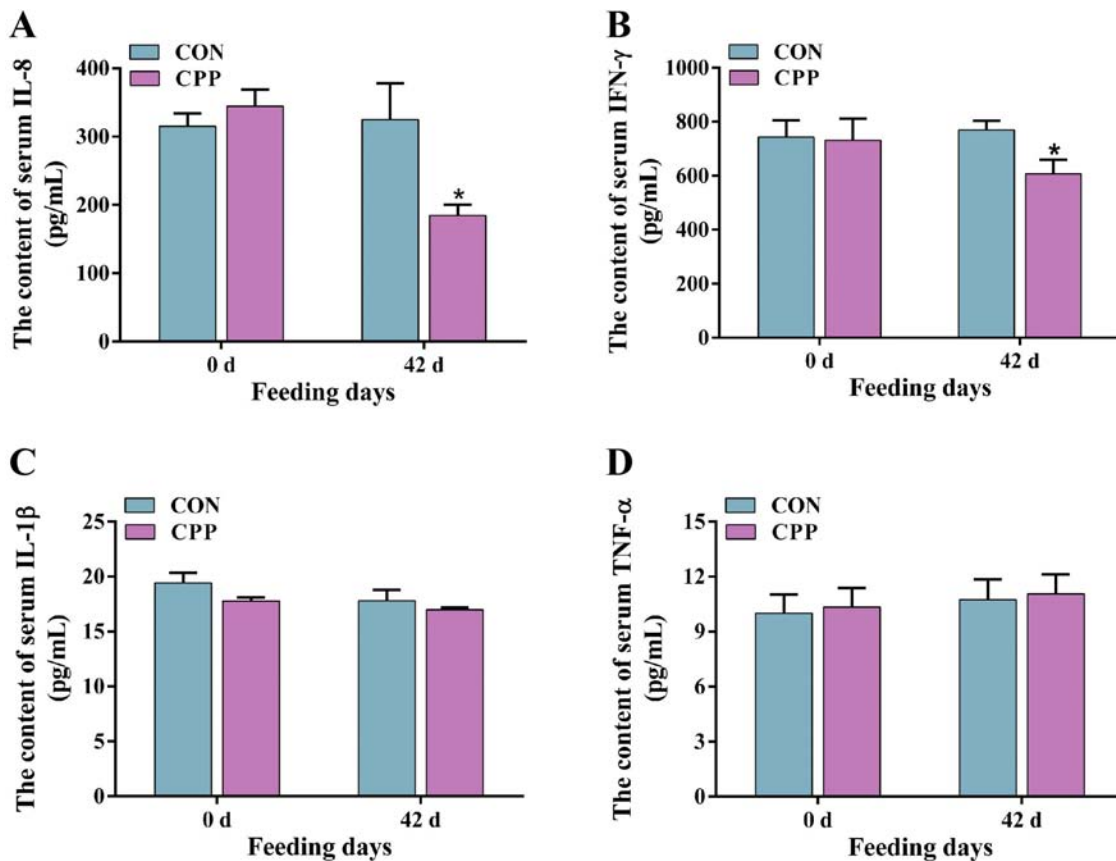 A
CON
CPP
The content of serum IL-8
(pg/mL)
400
300
200
100
0
*
0 d
42 d
Feeding days
B
CON
CPP
The content of serum IFN-γ
(pg/mL)
1000
800
600
400
200
0
*
0 d
42 d
Feeding days
C
CON
CPP
The content of serum IL-1β
(pg/mL)
25
20
15
10
5
0
0 d
42 d
Feeding days
D
CON
CPP
The content of serum TNF-α
(pg/mL)
15
12
9
6
3
0
0 d
42 d
Feeding days